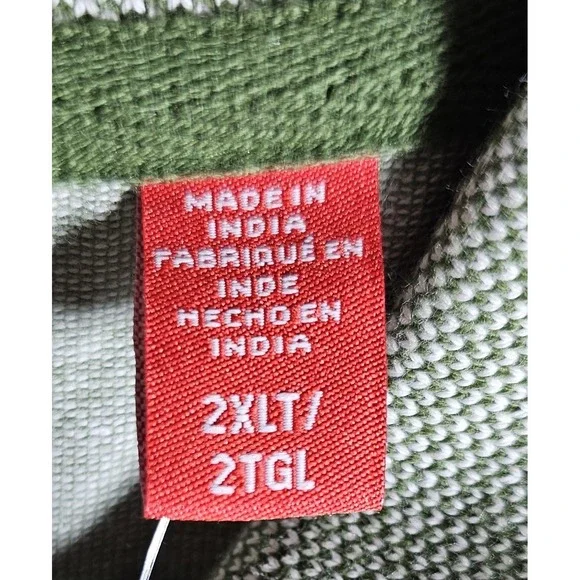 MADE IN
INDIA
FABRIQUÉ EN
INDE
HECHO EN
INDIA
2XLT/
2TGL